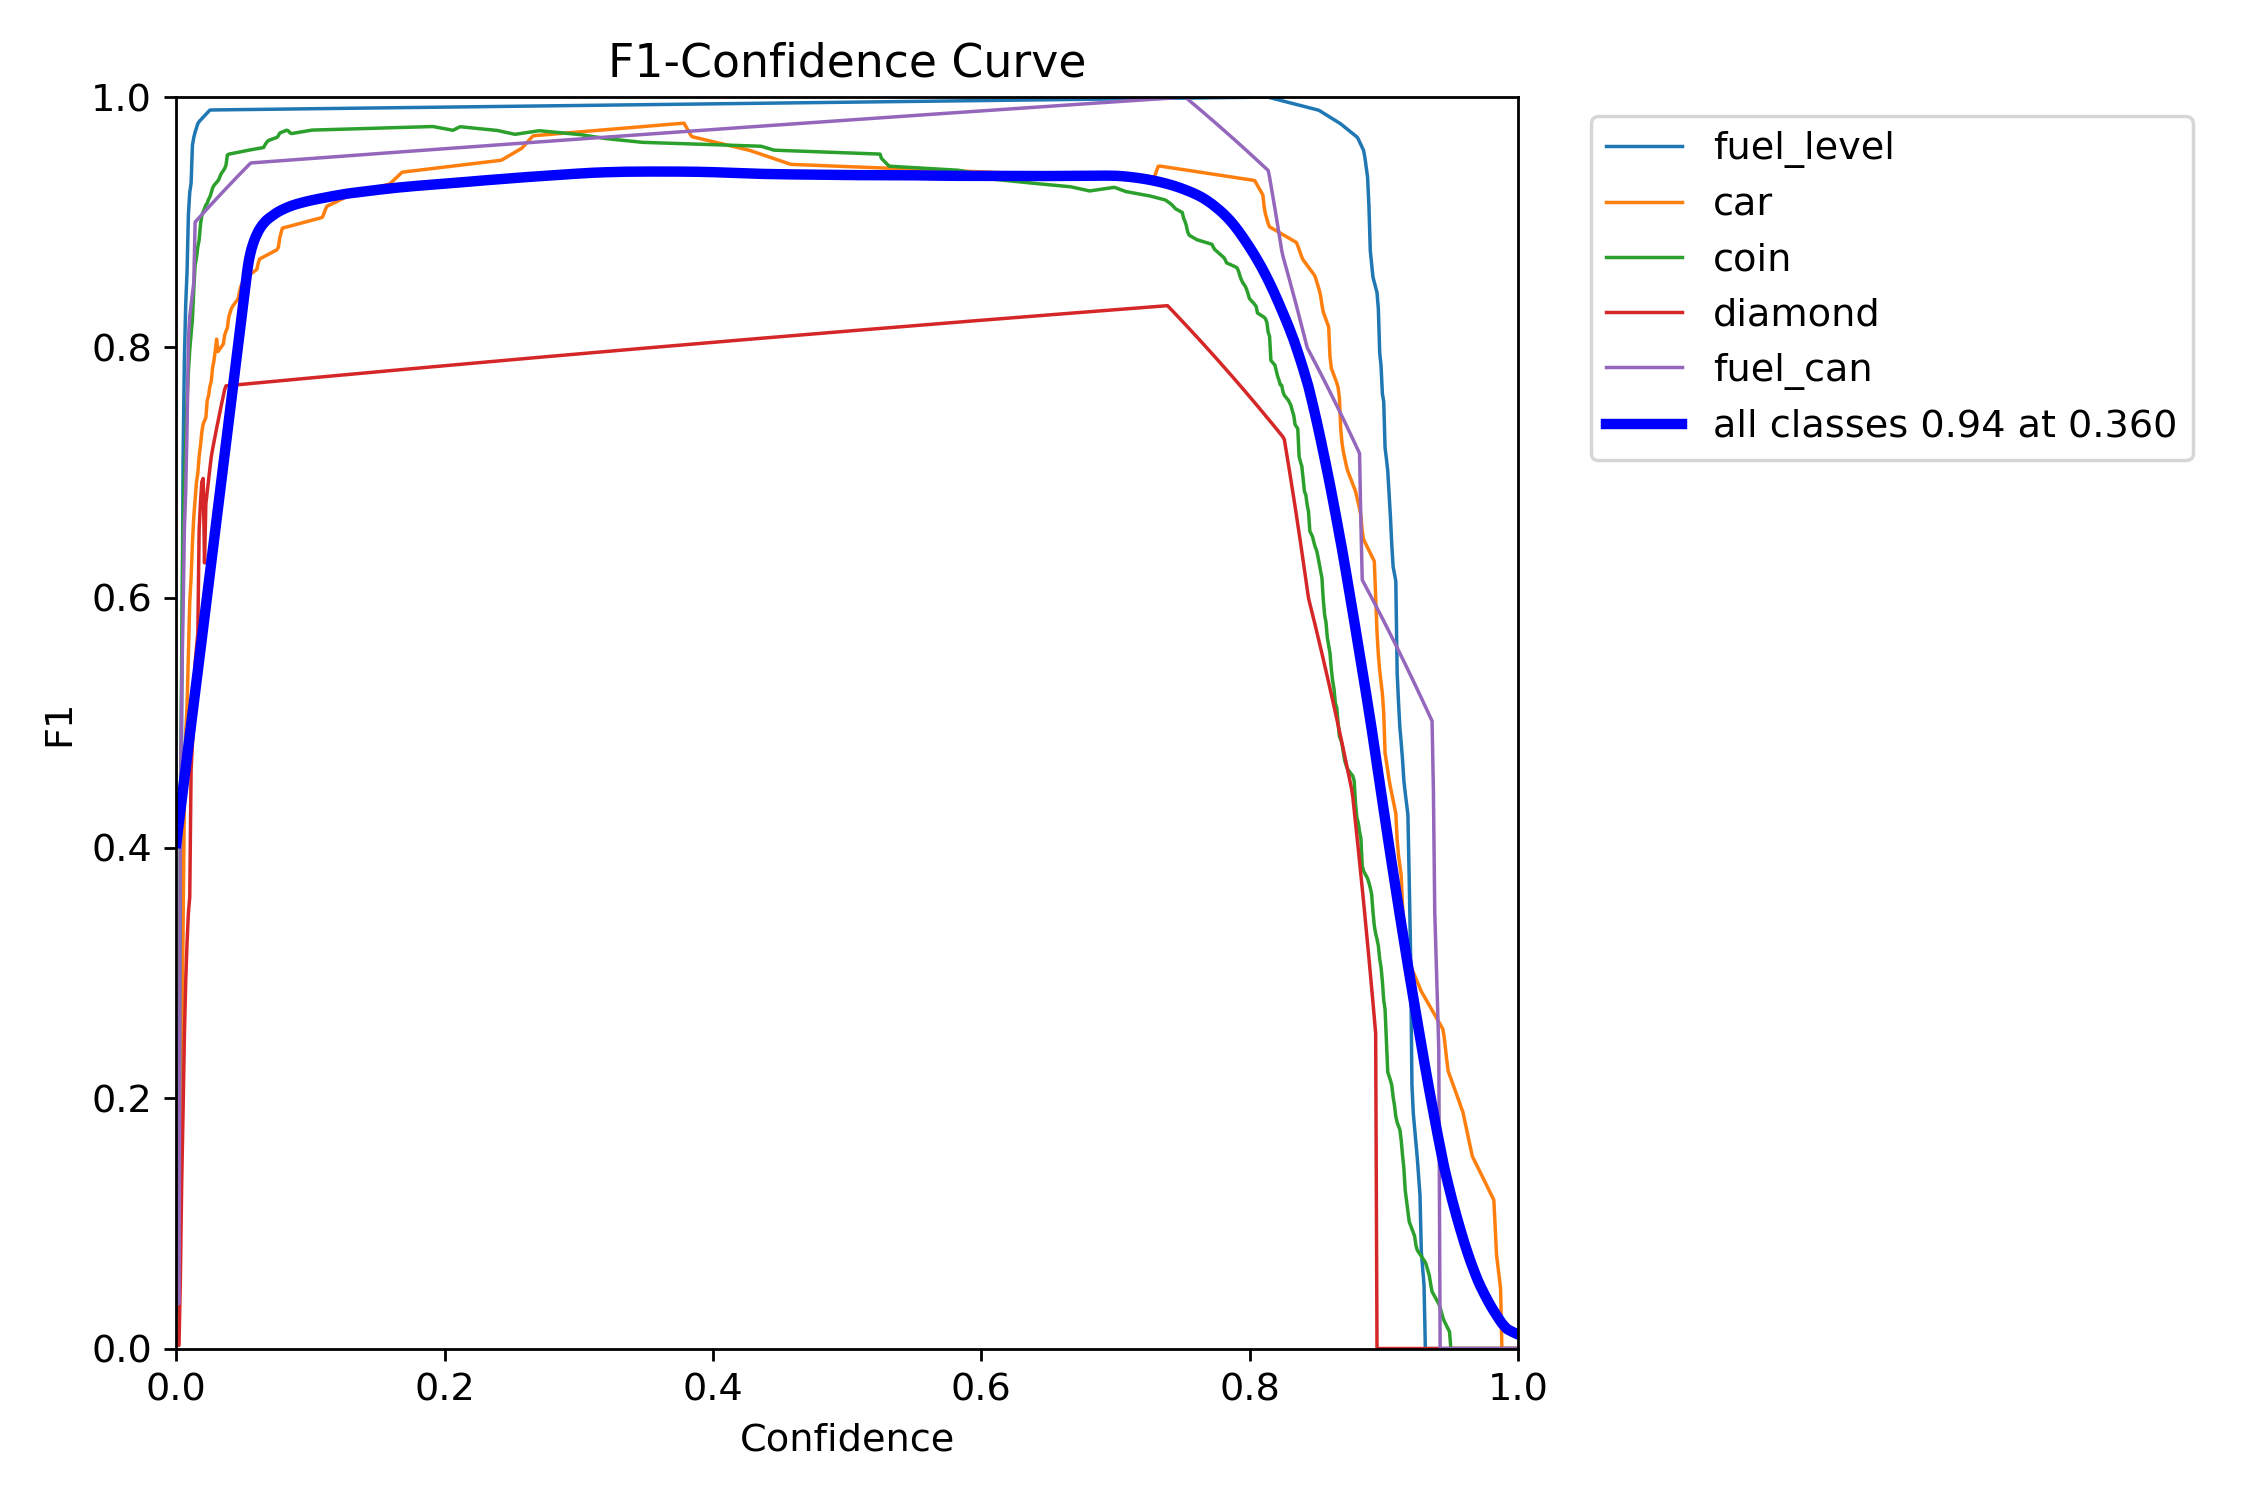 F1-Confidence Curve
1.0
0.8
0.6
0.4
0.2
0.0
F1
0.0 0.2 0.4 0.6 0.8 1.0
Confidence
fuel_level
car
coin
diamond
fuel_can
all classes 0.94 at 0.360